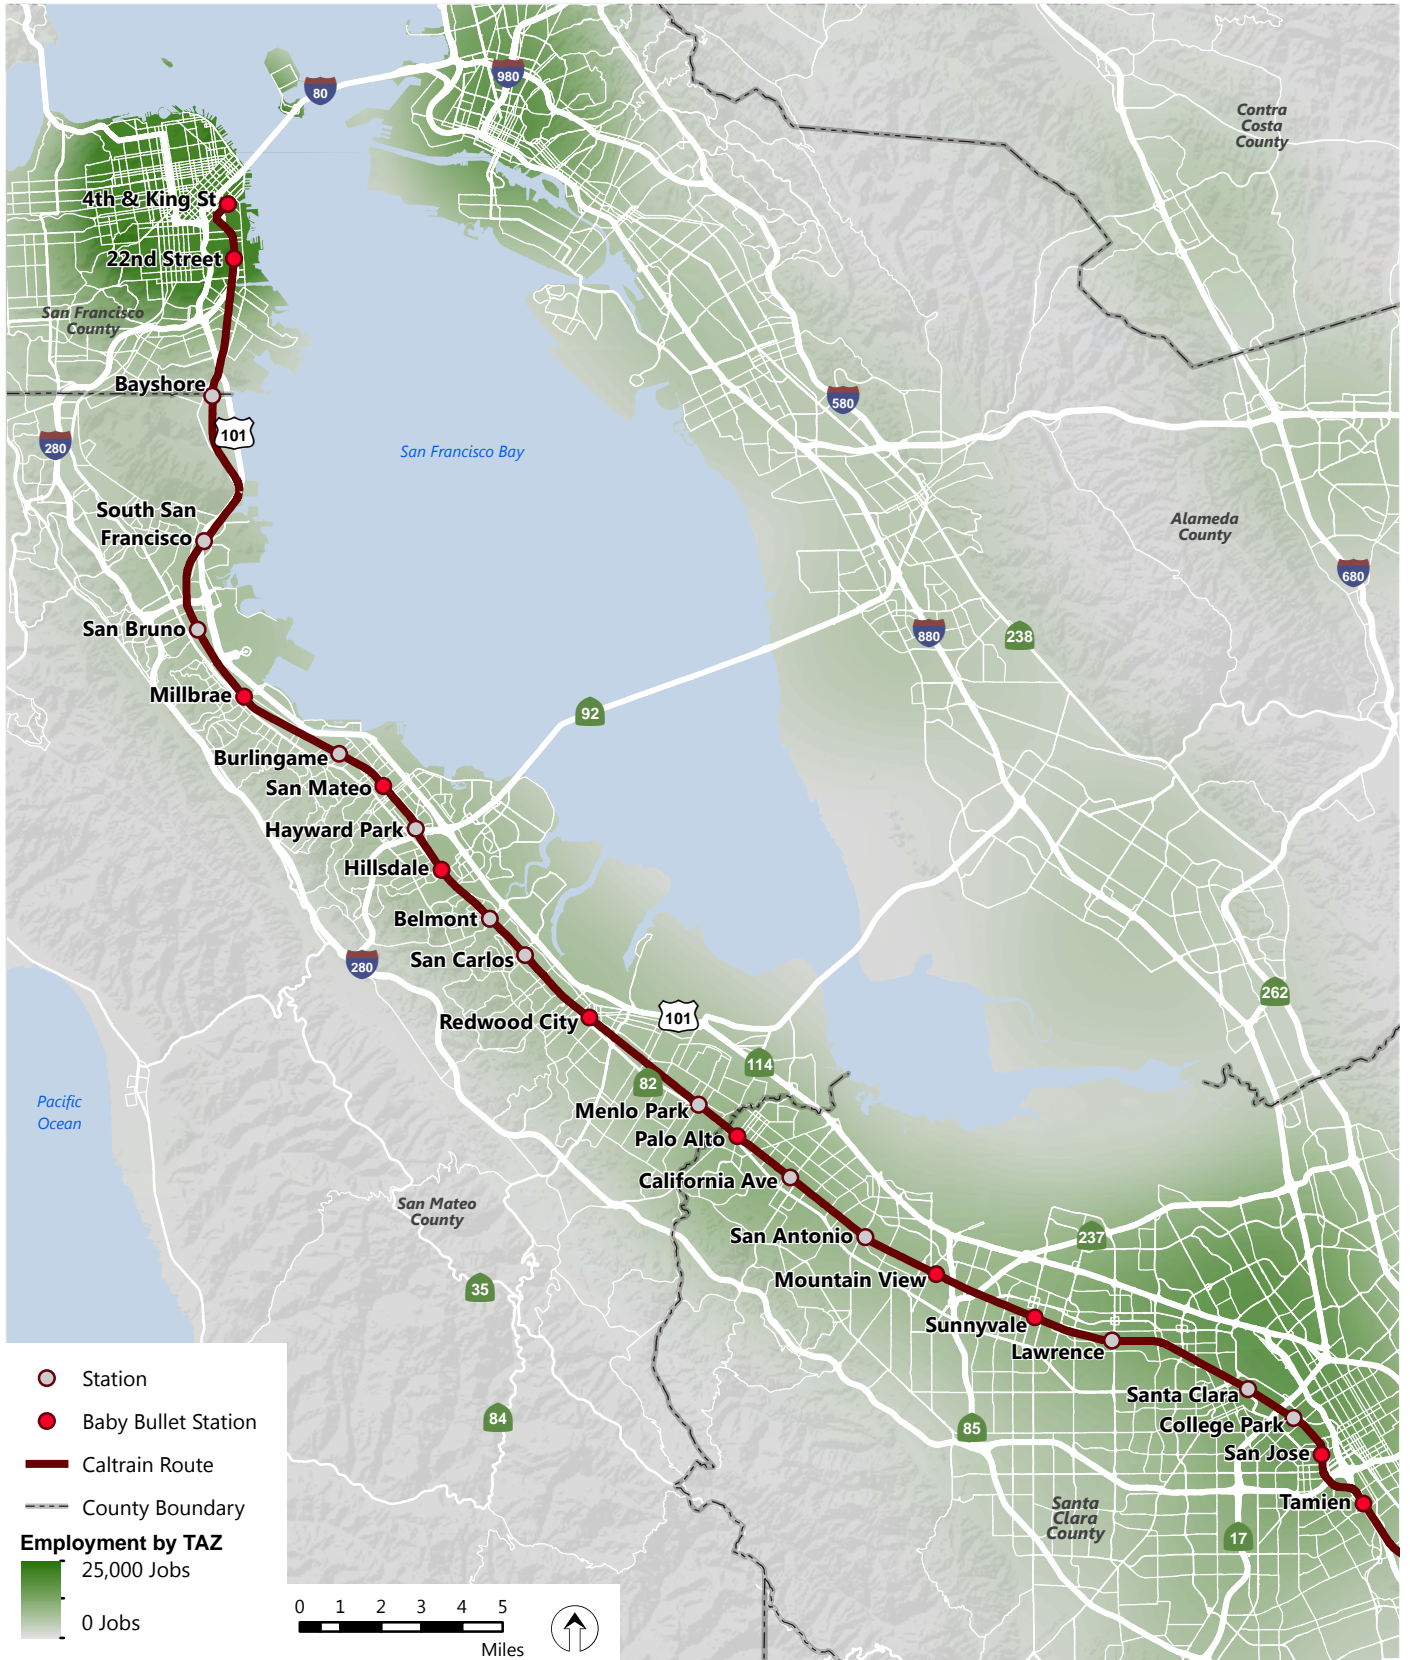 80
980
Contra
Costa
County
4th & King St
22nd Street
San Francisco
County
Bayshore
580
101
280
San Francisco Bay
South San
Francisco
Alameda
County
680
San Bruno
880
238
Millbrae
92
Burlingame
San Mateo
Hayward Park
Hillsdale
Belmont
San Carlos
280
262
Redwood City
101
114
82
Pacific
Ocean
Menlo Park
Palo Alto
California Ave
San Mateo
County
San Antonio
237
Mountain View
35
Sunnyvale
Lawrence
Santa Clara
College Park
84
85
San Jose
Tamien
Santa
Clara
County
17
Station
Baby Bullet Station
Caltrain Route
County Boundary
Employment by TAZ
25,000 Jobs
0 Jobs
0 1 2 3 4 5
Miles